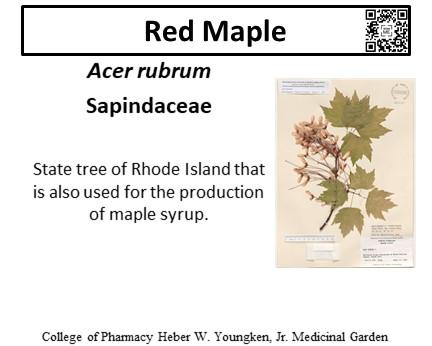 Red Maple
Acer rubrum
Sapindaceae
State tree of Rhode Island that
is also used for the production
of maple syrup.
College of Pharmacy Heber W. Youngken, Jr. Medicinal Garden